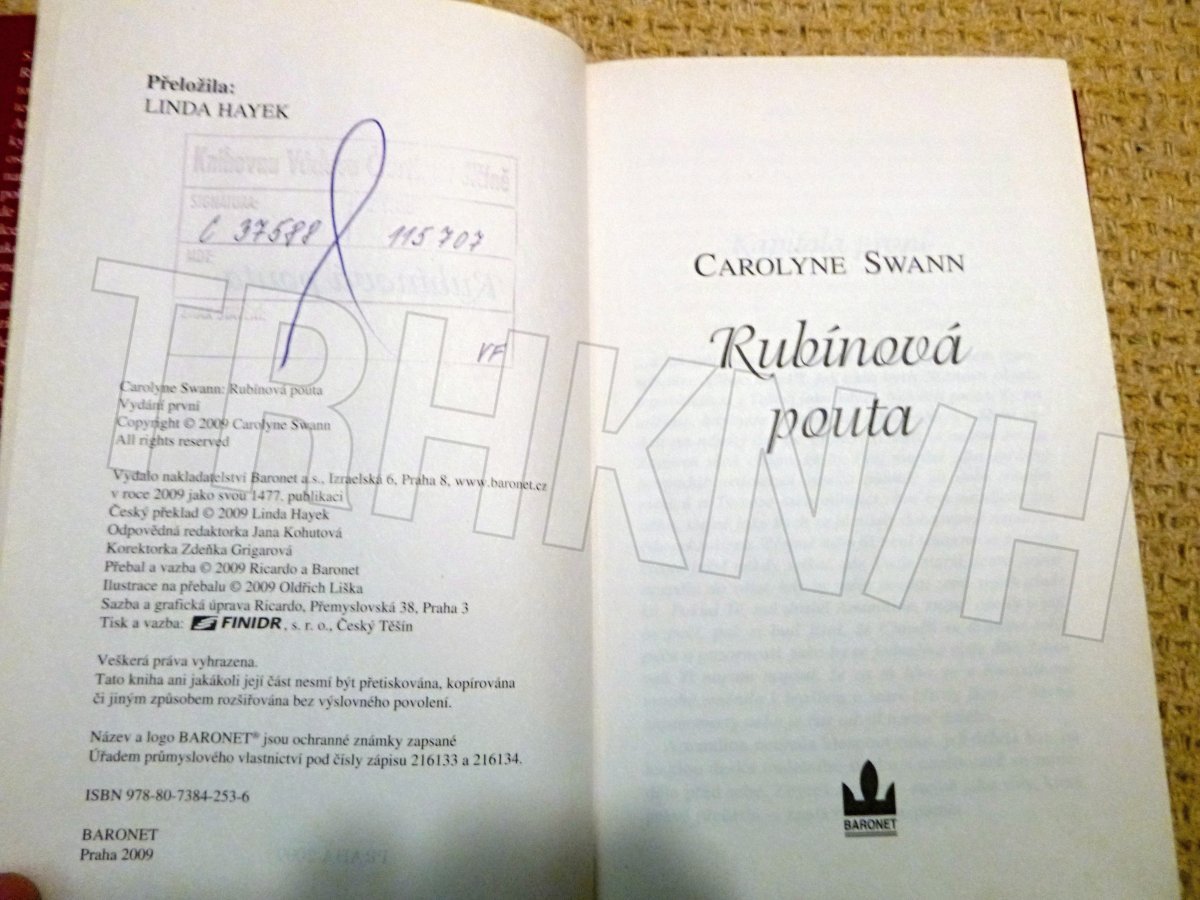 Přeložila:
LINDA HAYEK
Knihovna Václava
SIGNATURA:
C 37588 115707
VF
Carolyne Swann: Rubínová pouta
Vydání první
Copyright © 2009 Carolyne Swann
All rights reserved
Vydalo nakladatelství Baronet a.s., Izraelská 6, Praha 8, www.baronet.cz
v roce 2009 jako svou 1477. publikaci
Český překlad © 2009 Linda Hayek
Odpovědná redaktorka Jana Kohutová
Korektorka Zdeňka Grigarová
Přebal a vazba © 2009 Ricardo a Baronet
Ilustrace na přebalu © 2009 Oldřich Liška
Sazba a grafická úprava Ricardo, Přemyslovská 38, Praha 3
Tisk a vazba: FINIDR, s. r. o., Český Těšín
Veškerá práva vyhrazena.
Tato kniha ani jakákoli její část nesmí být přetiskována, kopírována
či jiným způsobem rozšiřována bez výslovného povolení.
Název a logo BARONET® jsou ochranné známky zapsané
Úřadem průmyslového vlastnictví pod čísly zápisu 216133 a 216134.
ISBN 978-80-7384-253-6
BARONET
Praha 2009
CAROLYNE SWANN
Rubínová
pouta
BARONET
TRHKNIH